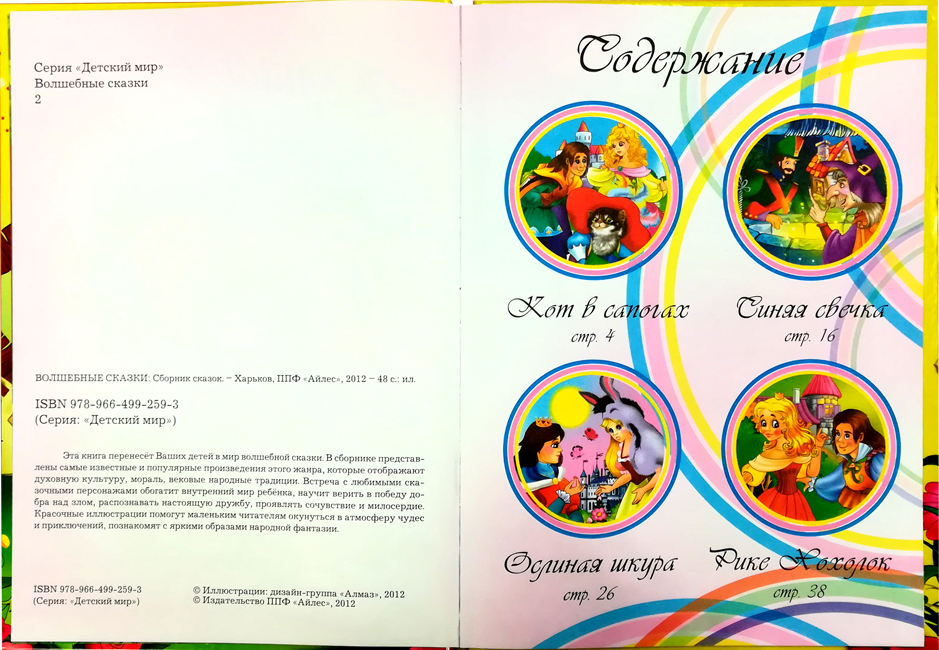 Серия «Детский мир»
Волшебные сказки
2
ВОЛШЕБНЫЕ СКАЗКИ: Сборник сказок. – Харьков, ППФ «Айлес», 2012 – 48 с.: ил.
ISBN 978-966-499-259-3
(Серия: «Детский мир»)
Эта книга перенесёт Ваших детей в мир волшебной сказки. В сборнике представ-
лены самые известные и популярные произведения этого жанра, которые отображают
духовную культуру, мораль, вековые народные традиции. Встреча с любимыми ска-
зочными персонажами обогатит внутренний мир ребёнка, научит верить в победу до-
бра над злом, распознавать настоящую дружбу, проявлять сочувствие и милосердие.
Красочные иллюстрации помогут маленьким читателям окунуться в атмосферу чудес
и приключений, познакомят с яркими образами народной фантазии.
ISBN 978-966-499-259-3
(Серия: «Детский мир»)
© Иллюстрации: дизайн-группа «Алмаз», 2012
© Издательство ППФ «Айлес», 2012
Содержание
Кот в сапогах
стр. 4
Синяя свечка
стр. 16
Ослиная шкура
стр. 26
Рике Хохолок
стр. 38